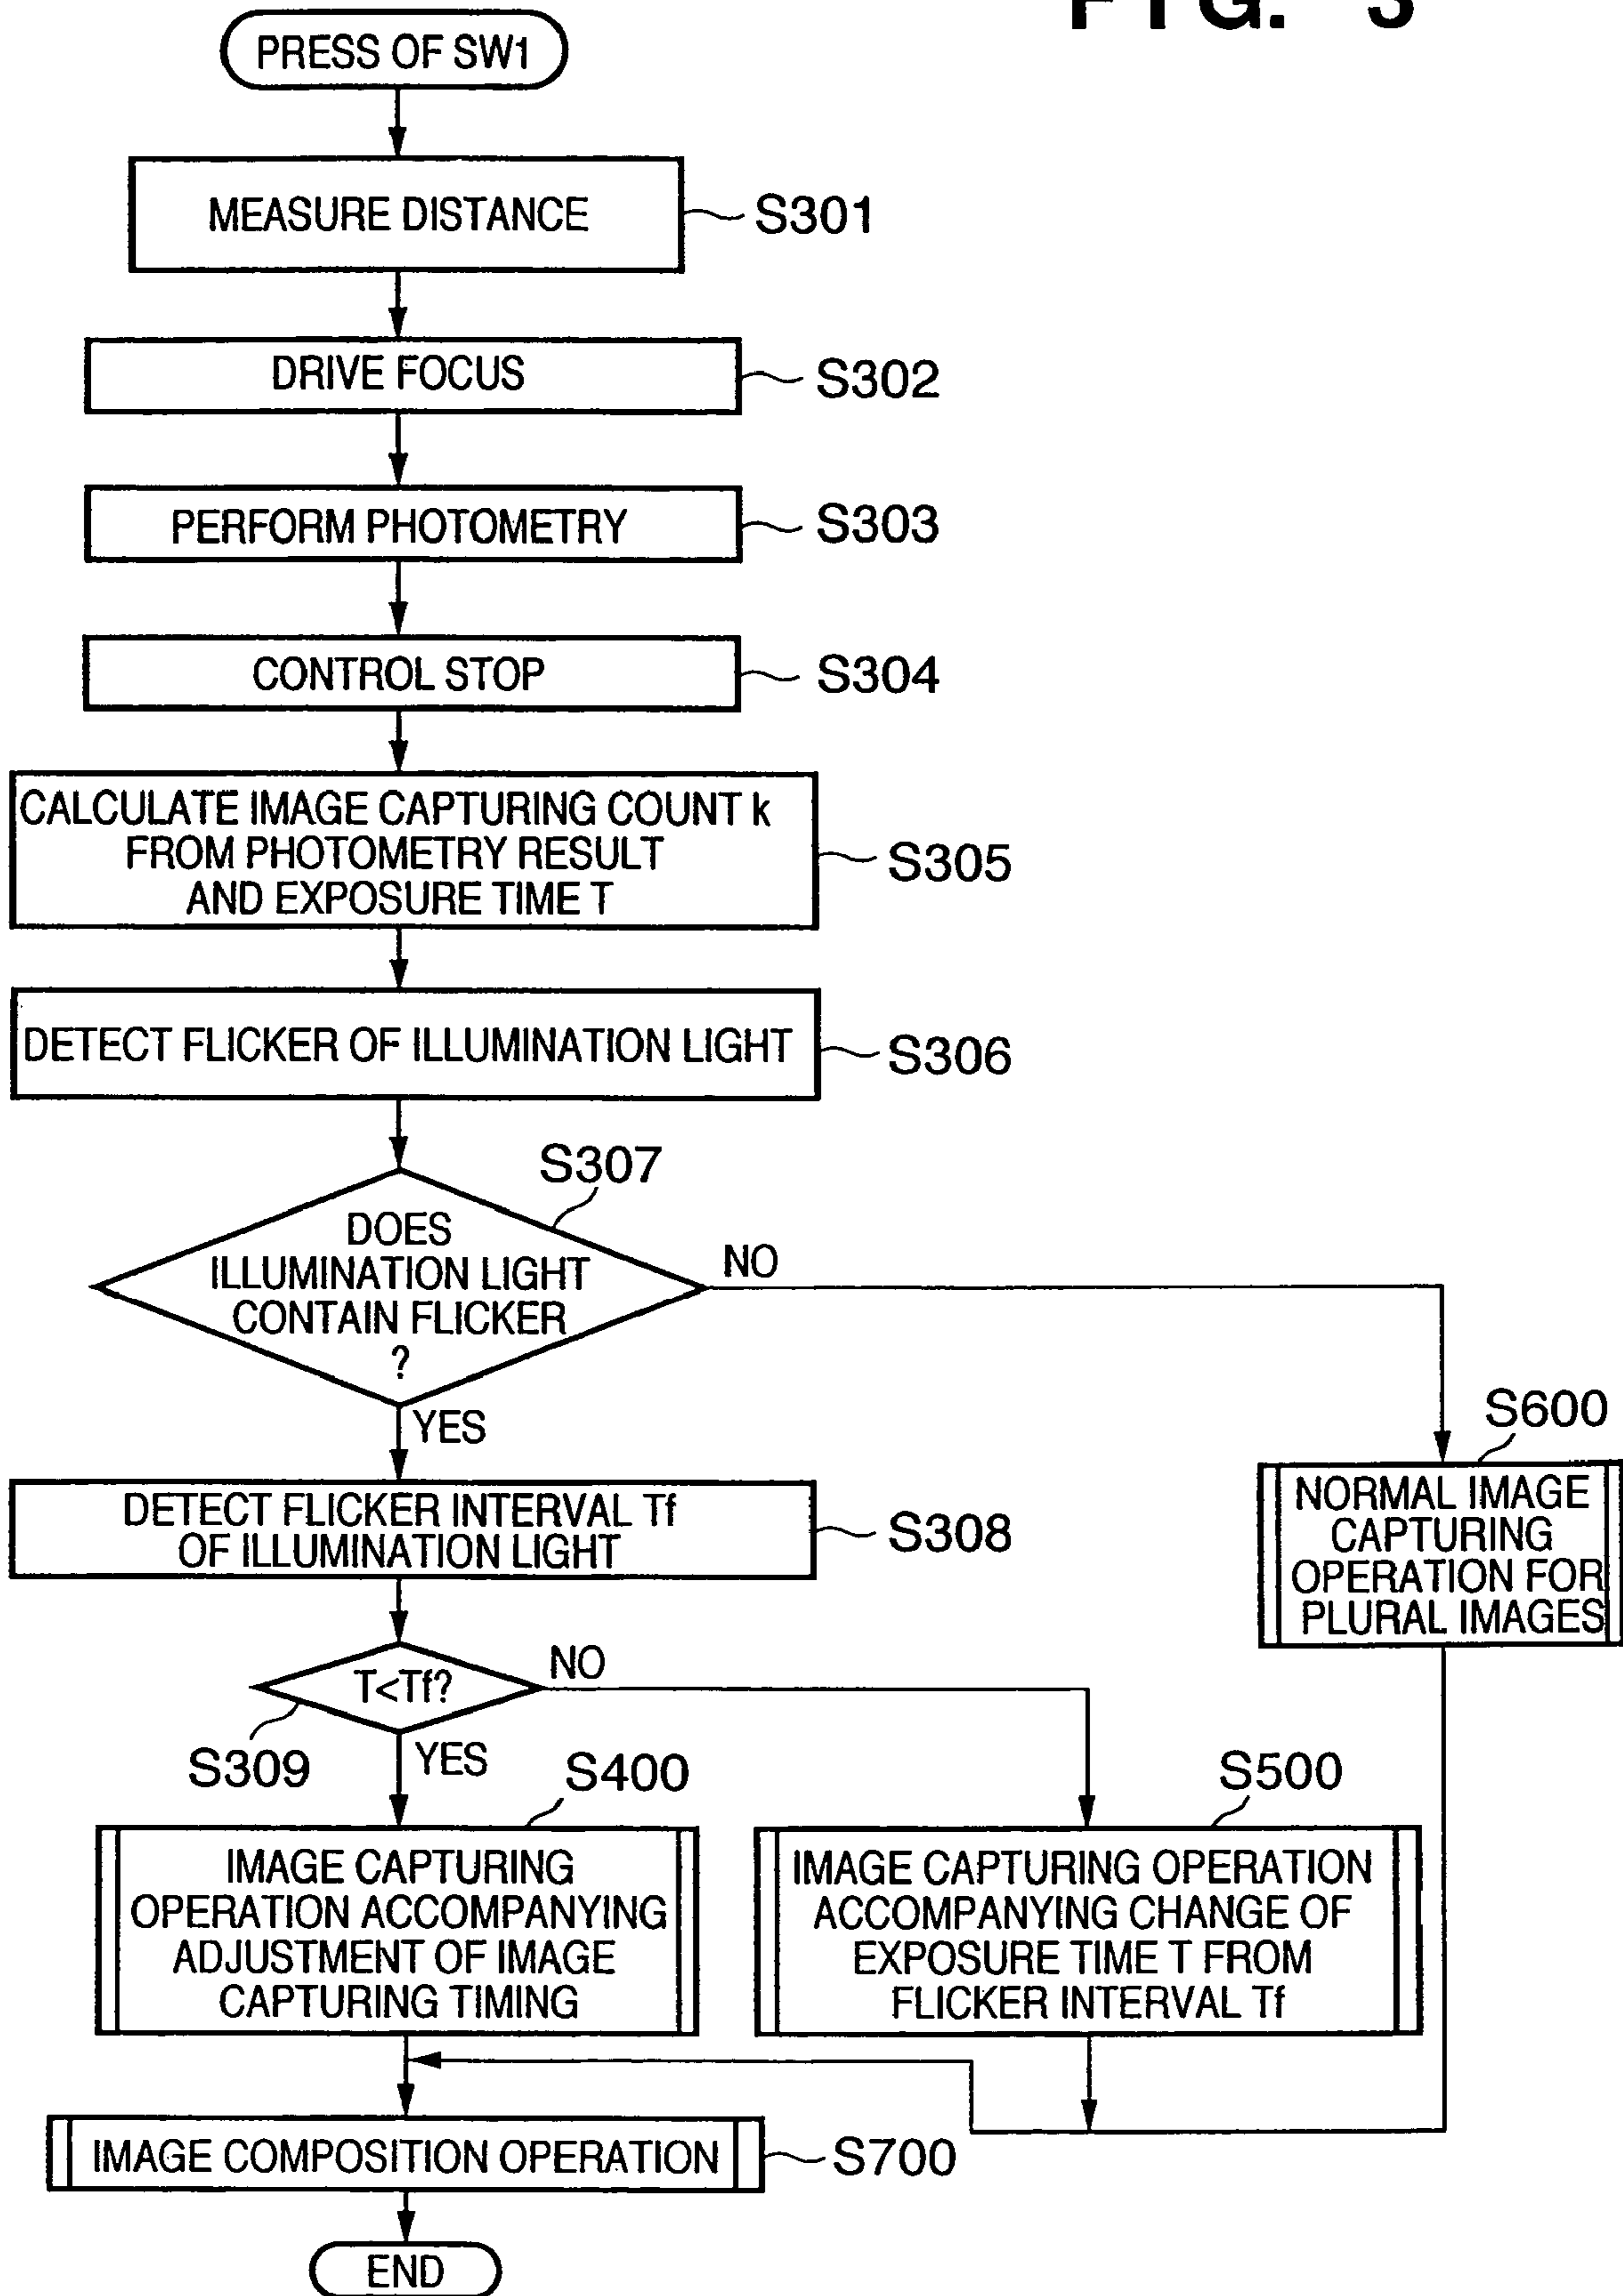 FIG. 3
PRESS OF SW1
MEASURE DISTANCE
S301
DRIVE FOCUS
S302
PERFORM PHOTOMETRY
S303
CONTROL STOP
S304
CALCULATE IMAGE CAPTURING COUNT k
FROM PHOTOMETRY RESULT
AND EXPOSURE TIME T
S305
DETECT FLICKER OF ILLUMINATION LIGHT
S306
S307
DOES
ILLUMINATION LIGHT
CONTAIN FLICKER
?
NO
YES
S600
NORMAL IMAGE
CAPTURING
OPERATION FOR
PLURAL IMAGES
DETECT FLICKER INTERVAL Tf
OF ILLUMINATION LIGHT
S308
T<Tf?
NO
S309
YES
S400
IMAGE CAPTURING
OPERATION ACCOMPANYING
ADJUSTMENT OF IMAGE
CAPTURING TIMING
S500
IMAGE CAPTURING OPERATION
ACCOMPANYING CHANGE OF
EXPOSURE TIME T FROM
FLICKER INTERVAL Tf
IMAGE COMPOSITION OPERATION
S700
END